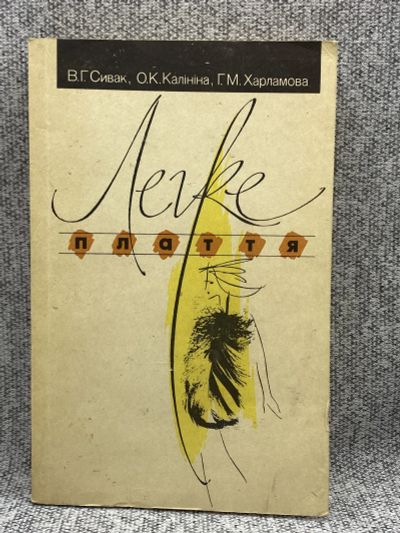 В.Г. Сивак, О.К. Калініна, Г.М. Харламова
Легке
плаття